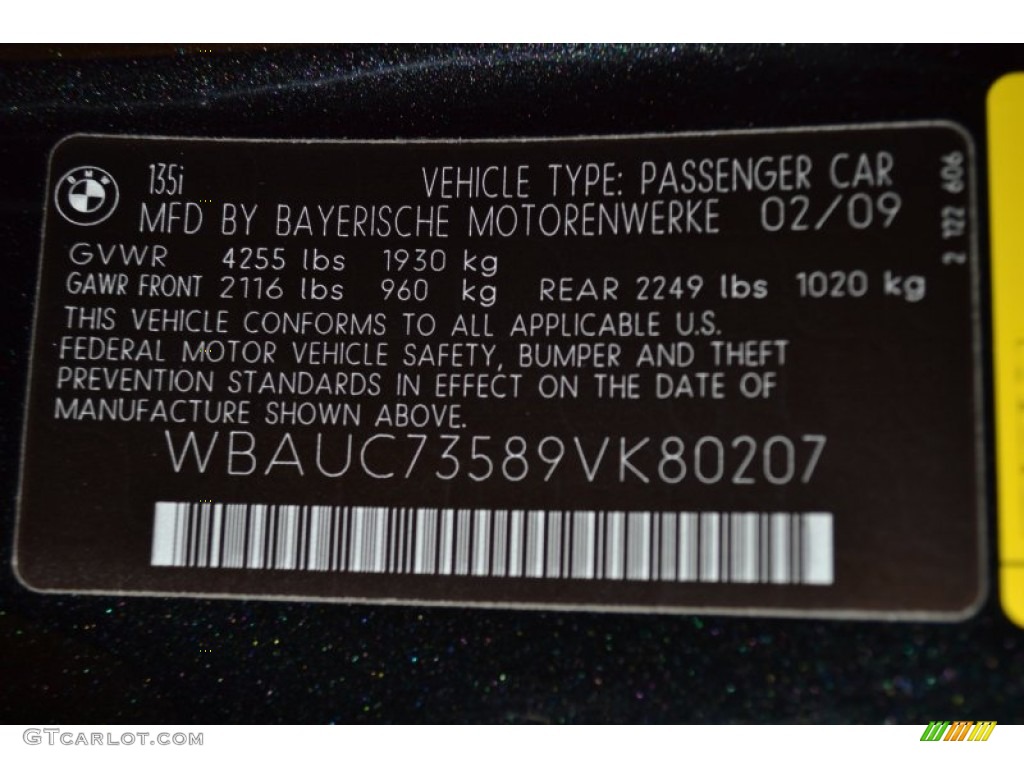 BMW
135i VEHICLE TYPE: PASSENGER CAR
MFD BY BAYERISCHE MOTORENWERKE 02/09
GVWR 4255 lbs 1930 kg
GAWR FRONT 2116 lbs 960 kg REAR 2249 lbs 1020 kg
THIS VEHICLE CONFORMS TO ALL APPLICABLE U.S.
FEDERAL MOTOR VEHICLE SAFETY, BUMPER AND THEFT
PREVENTION STANDARDS IN EFFECT ON THE DATE OF
MANUFACTURE SHOWN ABOVE.
WBAUC73589VK80207
2 122 606
GTCarlot.com